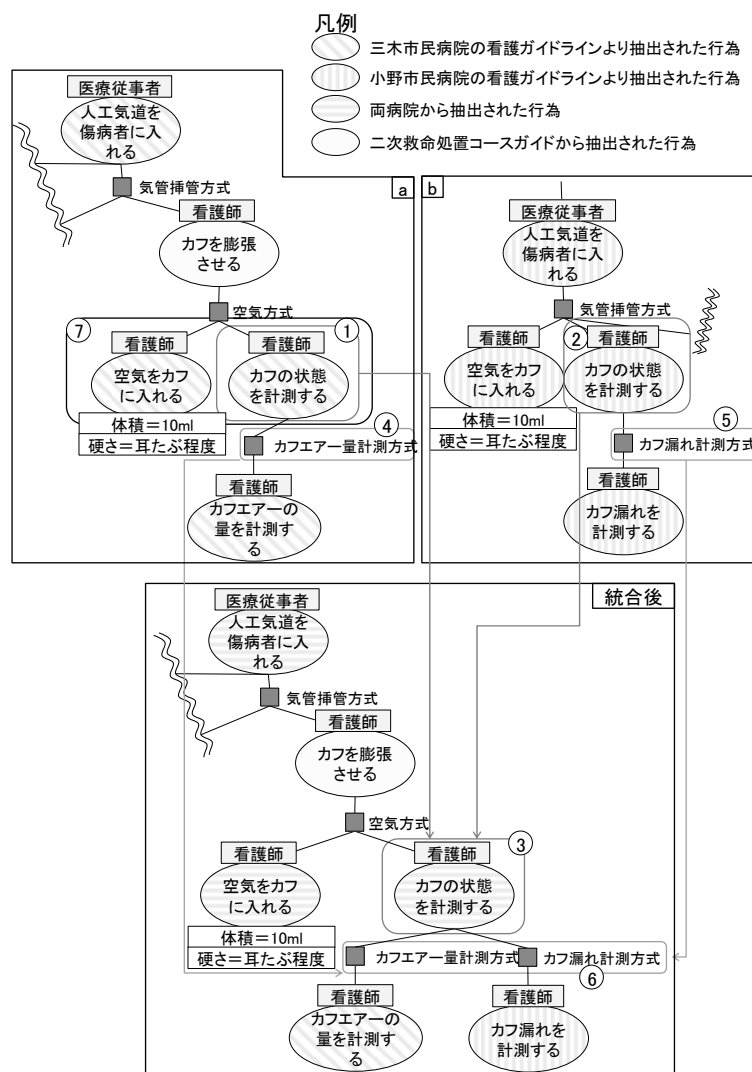 凡例
三木市民病院の看護ガイドラインより抽出された行為
小野市民病院の看護ガイドラインより抽出された行為
両病院から抽出された行為
二次救命処置コースガイドから抽出された行為
a
医療従事者
人工気道を
傷病者に入
れる
気管挿管方式
看護師
カフを膨張
させる
空気方式
⑦
①
看護師
空気をカフ
に入れる
看護師
カフの状態
を計測する
体積＝10ml
硬さ＝耳たぶ程度
④
カフエアー量計測方式
看護師
カフエアーの
量を計測す
る
b
医療従事者
人工気道を
傷病者に入
れる
気管挿管方式
②
看護師
空気をカフ
に入れる
看護師
カフの状態
を計測する
体積＝10ml
硬さ＝耳たぶ程度
⑤
カフ漏れ計測方式
看護師
カフ漏れを
計測する
統合後
医療従事者
人工気道を
傷病者に入
れる
気管挿管方式
看護師
カフを膨張
させる
空気方式
③
看護師
空気をカフ
に入れる
看護師
カフの状態
を計測する
体積＝10ml
硬さ＝耳たぶ程度
カフエアー量計測方式
カフ漏れ計測方式
⑥
看護師
カフエアーの
量を計測す
る
看護師
カフ漏れを
計測する